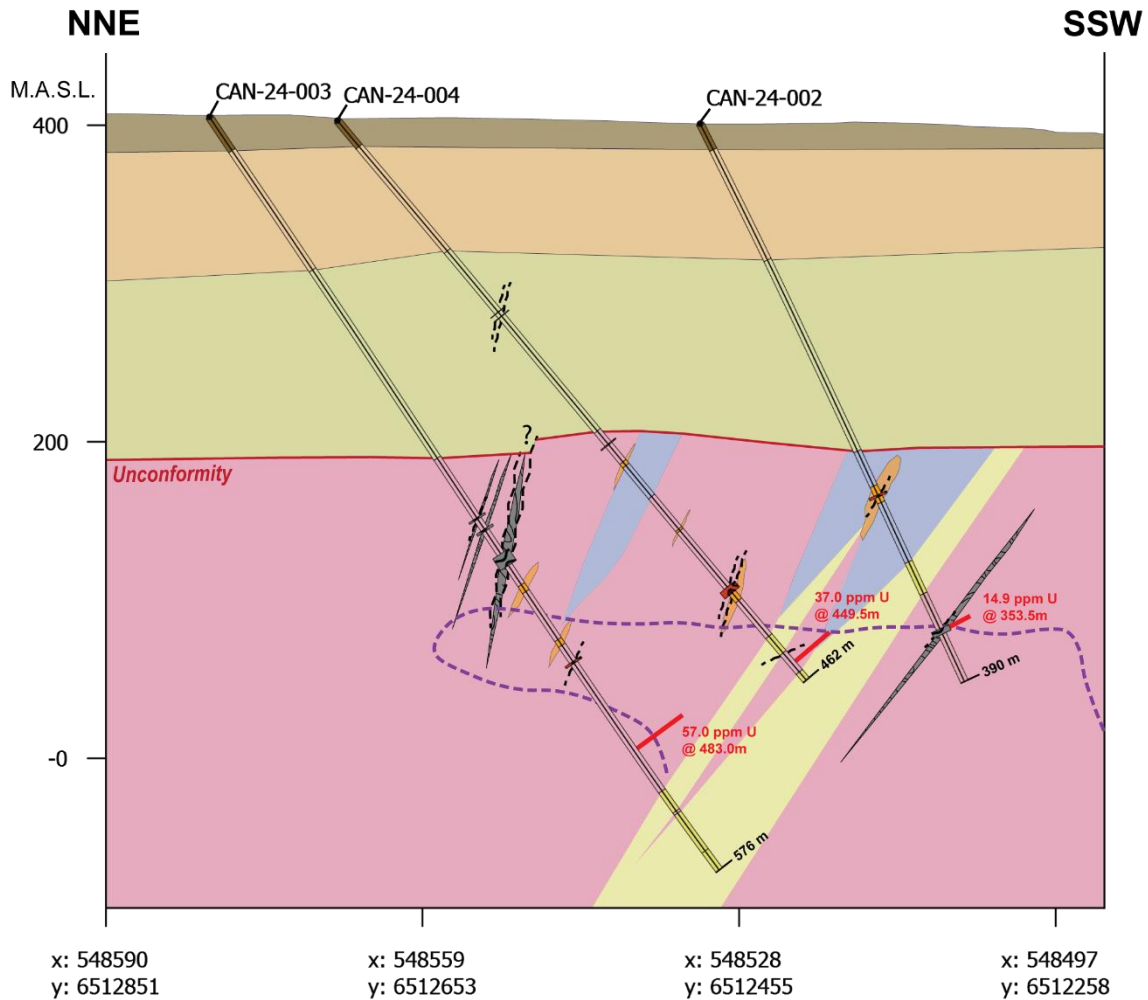 NNE
SSW
M.A.S.L.
CAN-24-003
CAN-24-004
CAN-24-002
400
200
?
Unconformity
37.0 ppm U
@ 449.5m
14.9 ppm U
@ 353.5m
462 m
390 m
57.0 ppm U
@ 483.0m
-0
576 m
x: 548590
y: 6512851
x: 548559
y: 6512653
x: 548528
y: 6512455
x: 548497
y: 6512258